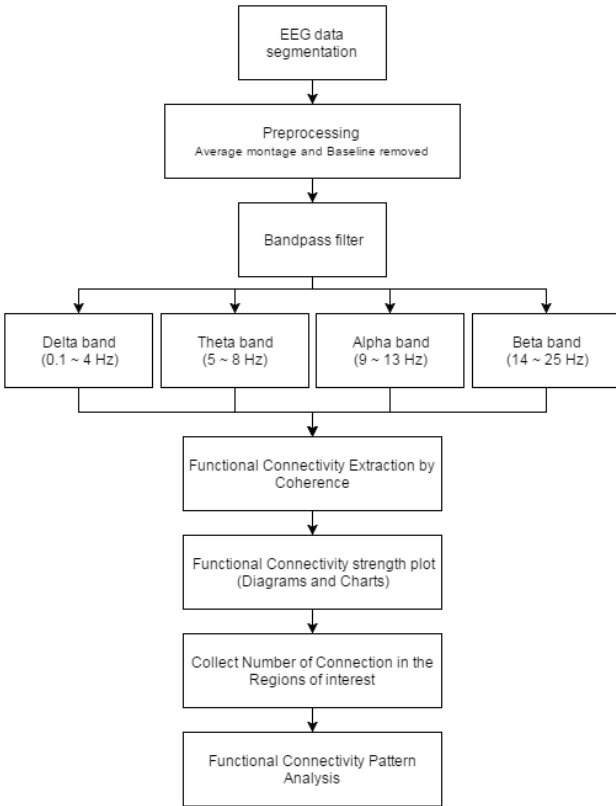 EEG data
segmentation
Preprocessing
Average montage and Baseline removed
Bandpass filter
Delta band
(0.1 ~ 4 Hz)
Theta band
(5 ~ 8 Hz)
Alpha band
(9 ~ 13 Hz)
Beta band
(14 ~ 25 Hz)
Functional Connectivity Extraction by
Coherence
Functional Connectivity strength plot
(Diagrams and Charts)
Collect Number of Connection in the
Regions of interest
Functional Connectivity Pattern
Analysis